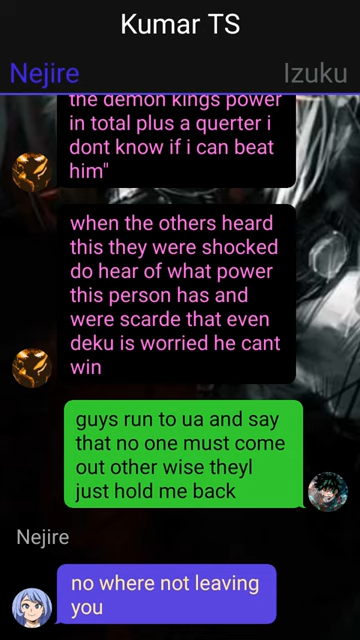 Kumar TS
Nejire
Izuku
the demon kings power
in total plus a querter i
dont know if i can beat
him"
when the others heard
this they were shocked
do hear of what power
this person has and
were scarde that even
deku is worried he cant
win
guys run to ua and say
that no one must come
out other wise theyl
just hold me back
Nejire
no where not leaving
you